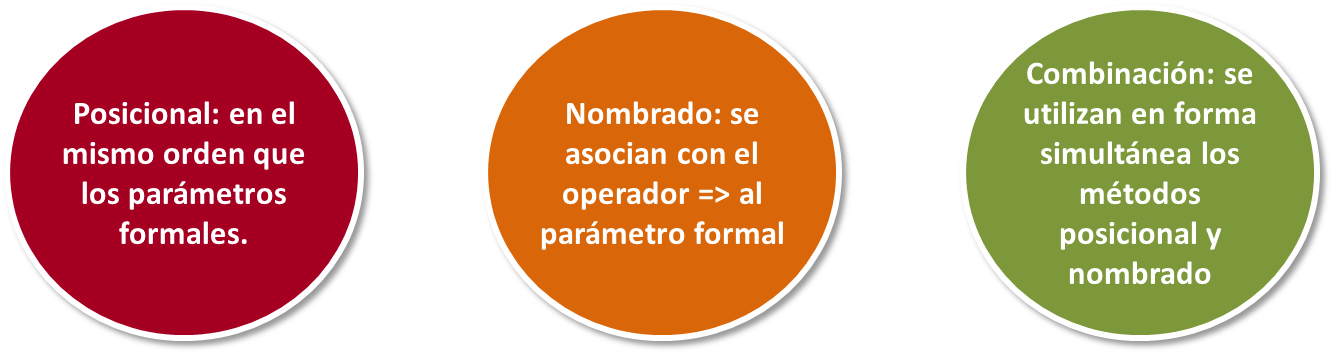 Posicional: en el
mismo orden que
los parámetros
formales.
Nombrado: se
asocian con el
operador => al
parámetro formal
Combinación: se
utilizan en forma
simultánea los
métodos
posicional y
nombrado